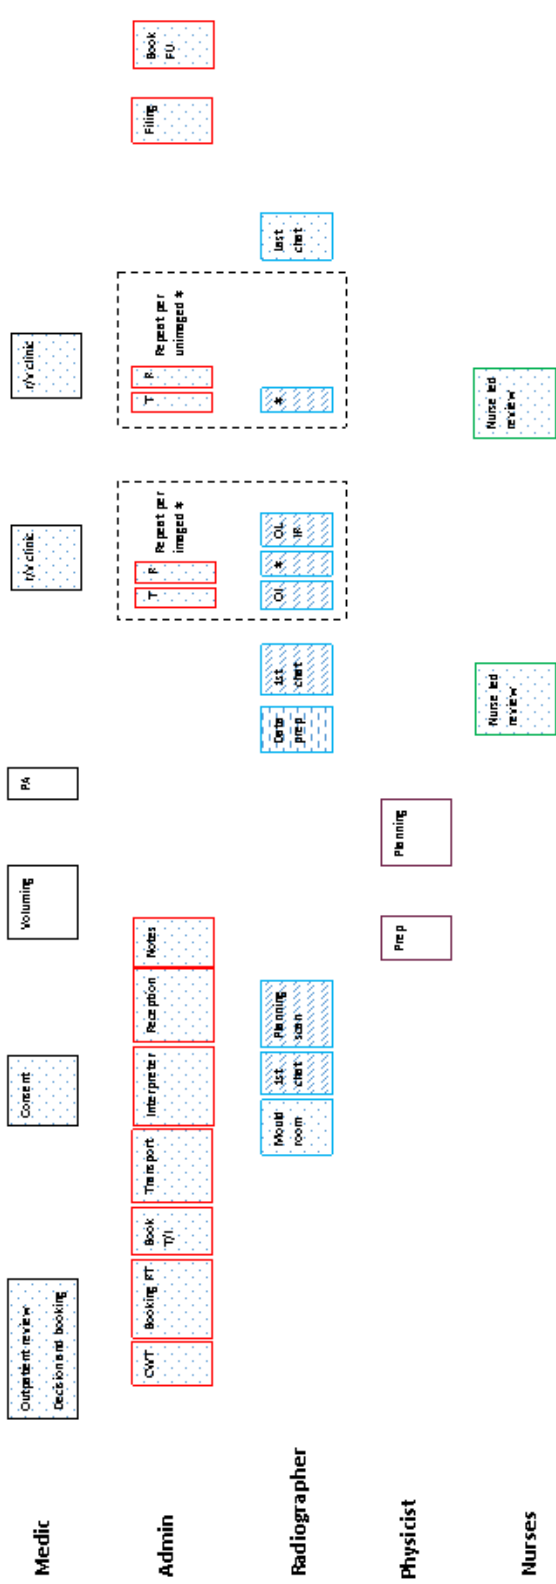 Medic
Outpatient review
Decision and booking
Consent
Voluming
PA
r/v clinic
r/v clinic
Admin
CWT
Booking RT
Book
T/I
Transport
Interpreter
Reception
Notes
T
R
Repeat per
imaged *
T
R
Repeat per
unimaged *
Filing
Book
FU
Radiographer
Mould
room
1st
chat
Planning
scan
Data
prep
1st
chat
OL
*
OL
IR
*
last
chat
Physicist
Prep
Planning
Nurses
Nurse led
review
Nurse led
review